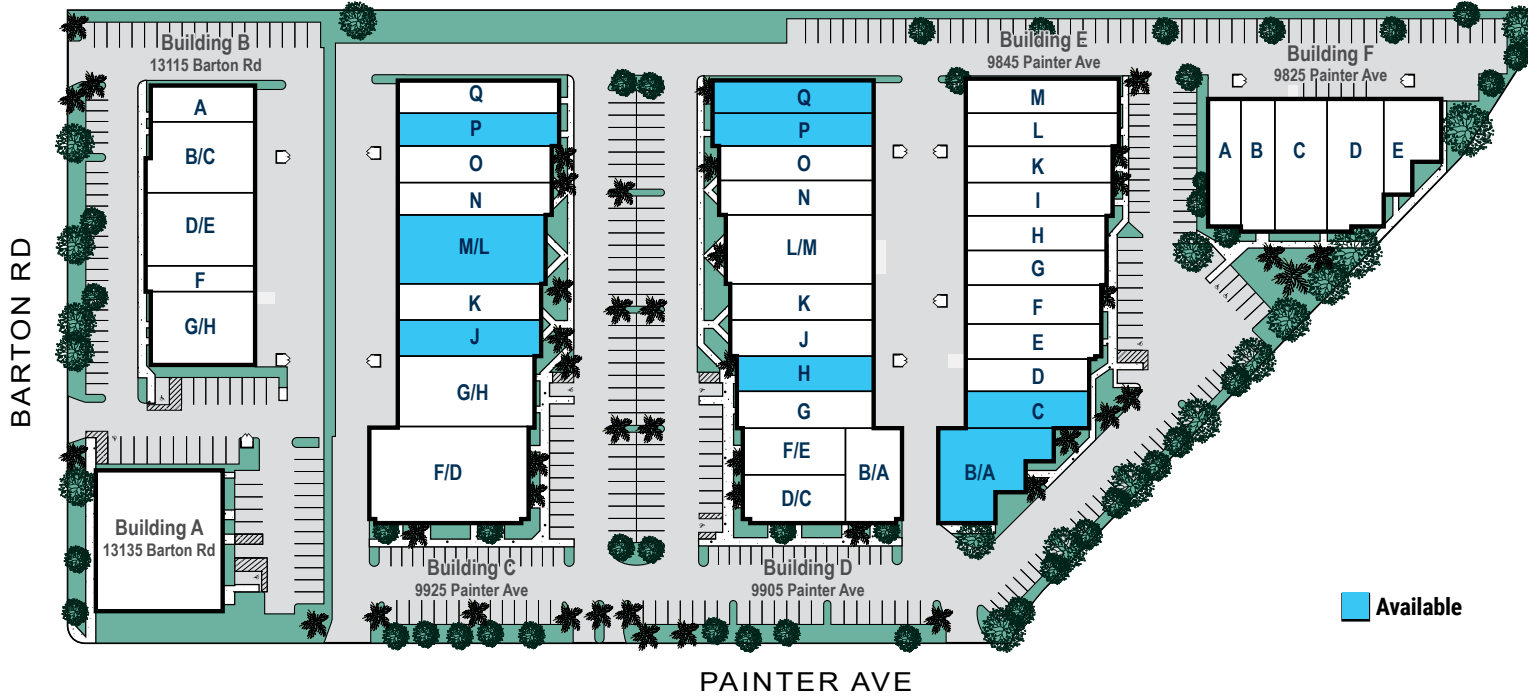 Building B
13115 Barton Rd
A
B/C
D/E
F
G/H
Building A
13135 Barton Rd
BARTON RD
Q
P
O
N
M/L
K
J
G/H
F/D
Building C
9925 Painter Ave
Q
P
O
N
L/M
K
J
H
G
F/E
D/C
B/A
Building D
9905 Painter Ave
Building E
9845 Painter Ave
M
L
K
I
H
G
F
E
D
C
B/A
Building F
9825 Painter Ave
A
B
C
D
E
Available
PAINTER AVE